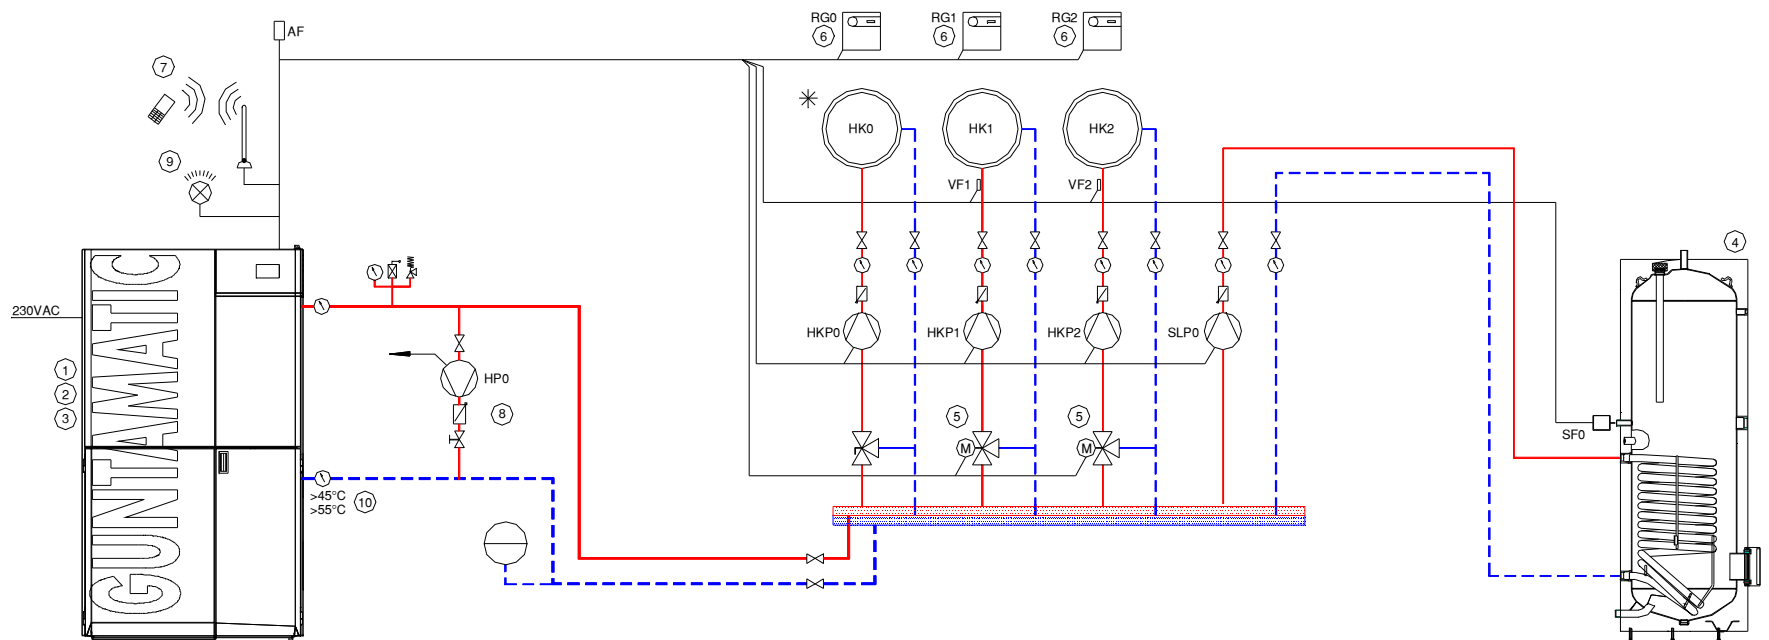 RG0
RG1
RG2
6
6
6
AF
7
HK0
HK1
HK2
9
VF1
VF2
4
230VAC
HKP0
HKP1
HKP2
SLP0
1
2
3
HP0
8
5
5
SF0
M
M
>45°C
>55°C
10
GUNTAMATIC